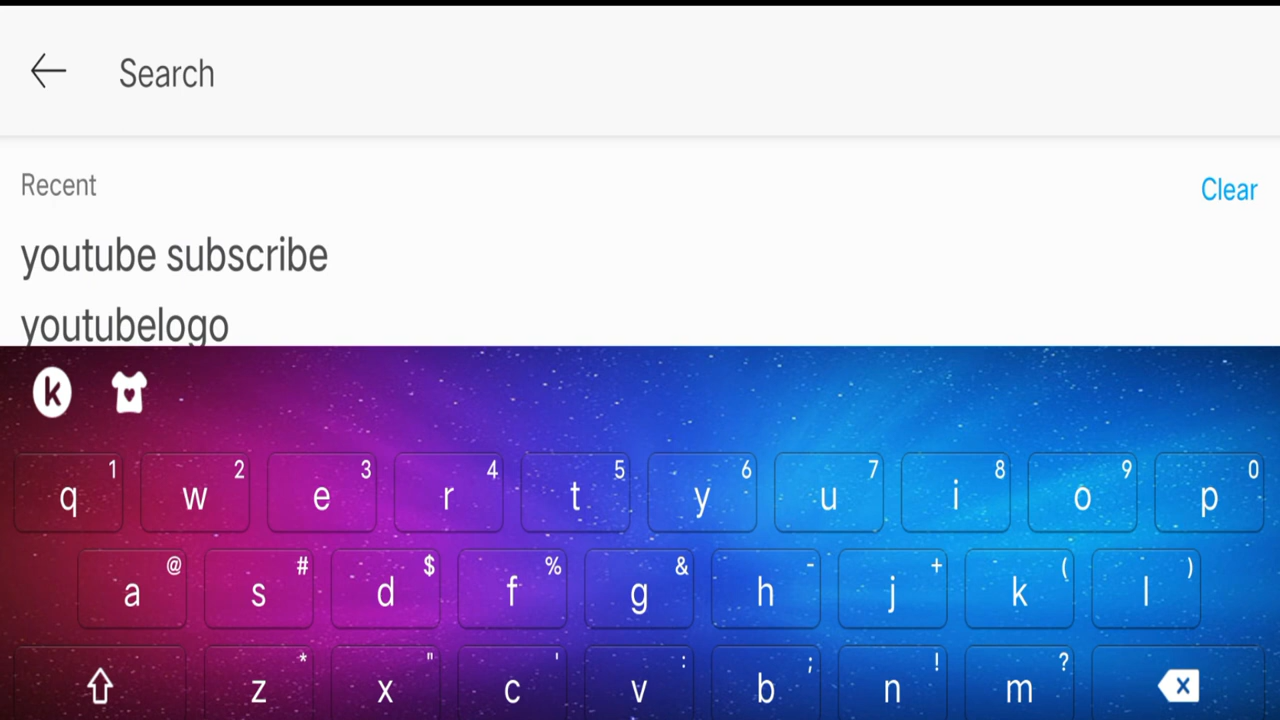 Search
Recent Clear
youtube subscribe
youtubelogo
k
1 2 3 4 5 6 7 8 9 0
q w e r t y u i o p
@ # $ % & - + ( )
a s d f g h j k l
* " ' : ; ! ?
z x c v b n m